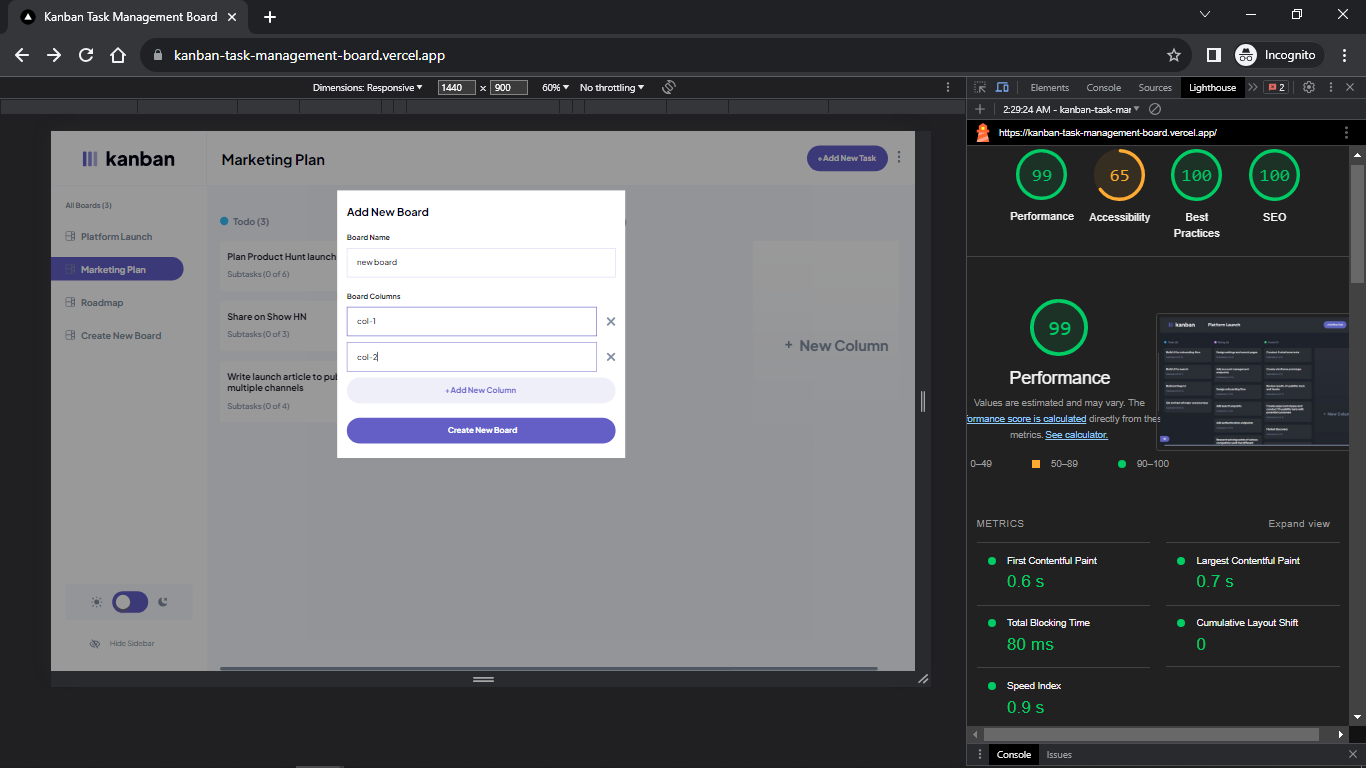 Kanban Task Management Board
kanban-task-management-board.vercel.app
Incognito
Dimensions: Responsive
1440 x 900
60%
No throttling
kanban
Marketing Plan
+Add New Task
All Boards (3)
Platform Launch
Marketing Plan
Roadmap
Create New Board
Hide Sidebar
Todo (3)
Plan Product Hunt launch
Subtasks (0 of 6)
Share on Show HN
Subtasks (0 of 3)
Write launch article to pub
multiple channels
Subtasks (0 of 4)
+ New Column
Add New Board
Board Name
new board
Board Columns
col-1
col-2
+ Add New Column
Create New Board
Elements
Console
Sources
Lighthouse
2
2:29:24 AM - kanban-task-mar
https://kanban-task-management-board.vercel.app/
99
65
100
100
Performance
Accessibility
Best
Practices
SEO
99
Performance
Values are estimated and may vary. The
formance score is calculated directly from thes
metrics. See calculator.
0–49
50–89
90–100
kanban
Platform Launch
METRICS
Expand view
First Contentful Paint
0.6 s
Largest Contentful Paint
0.7 s
Total Blocking Time
80 ms
Cumulative Layout Shift
0
Speed Index
0.9 s
Console
Issues